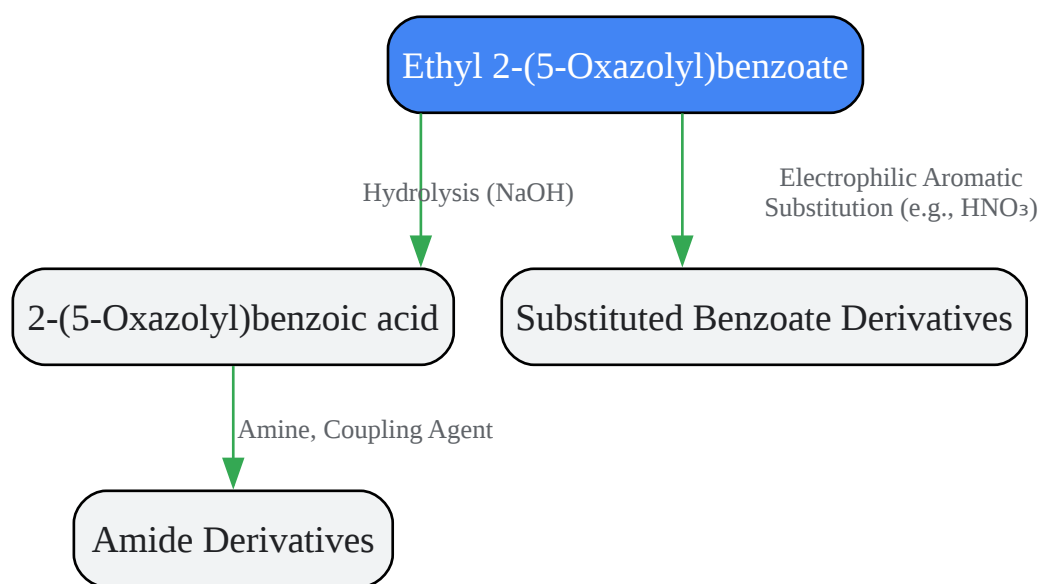 Ethyl 2-(5-Oxazolyl)benzoate
Hydrolysis (NaOH)
Electrophilic Aromatic
Substitution (e.g., HNO₃)
2-(5-Oxazolyl)benzoic acid
Substituted Benzoate Derivatives
Amine, Coupling Agent
Amide Derivatives